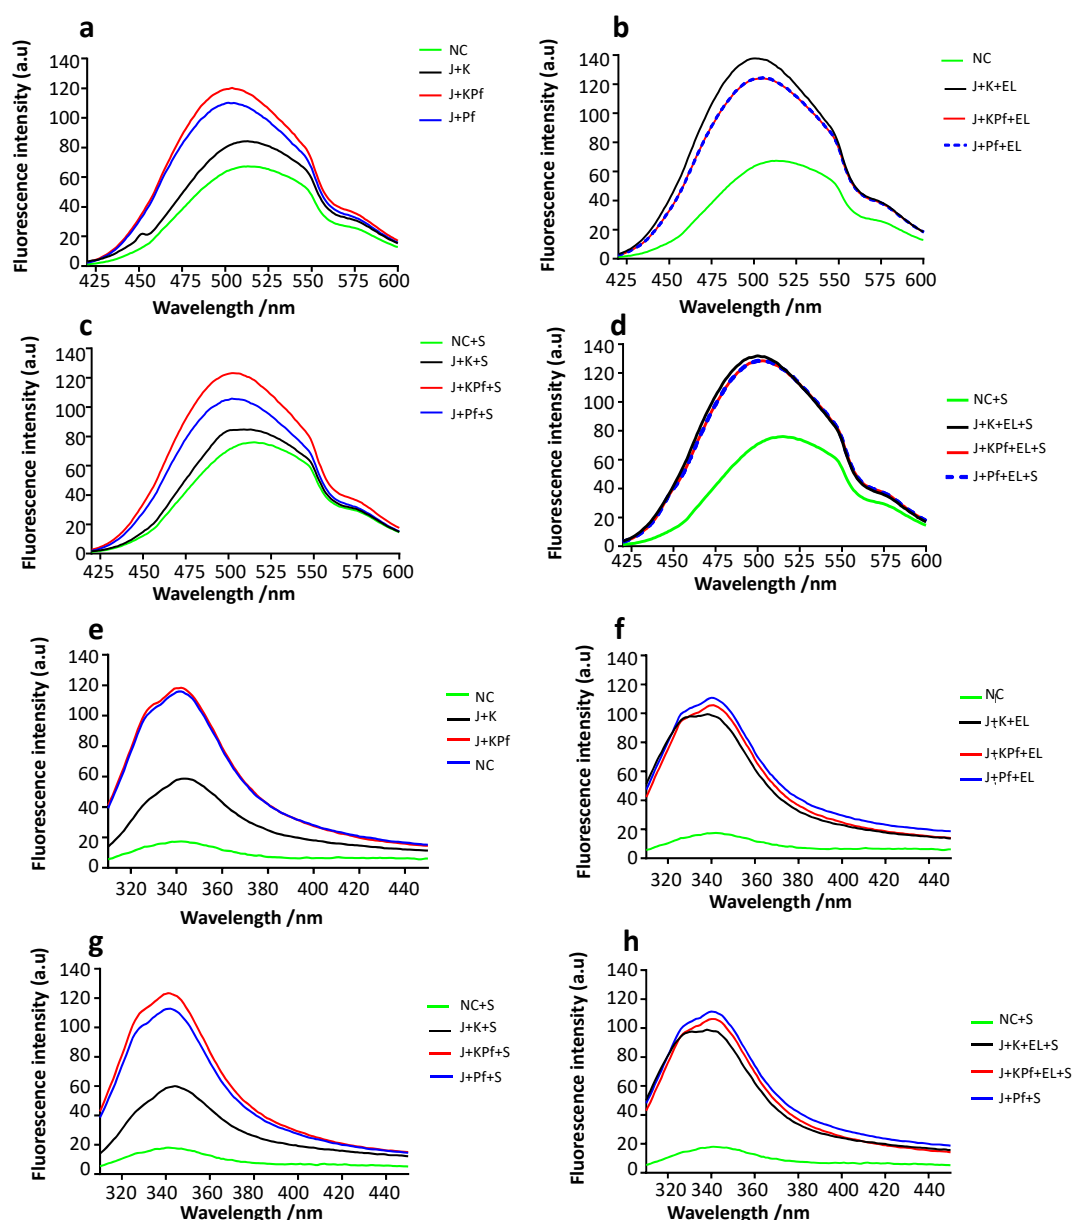 a
Fluorescence intensity (a.u)
140
120
100
80
60
40
20
0
425 450 475 500 525 550 575 600
Wavelength /nm
NC
J+K
J+KPf
J+Pf
b
Fluorescence intensity (a.u)
140
120
100
80
60
40
20
0
425 450 475 500 525 550 575 600
Wavelength /nm
NC
J+K+EL
J+KPf+EL
J+Pf+EL
c
Fluorescence intensity (a.u)
140
120
100
80
60
40
20
0
425 450 475 500 525 550 575 600
Wavelength /nm
NC+S
J+K+S
J+KPf+S
J+Pf+S
d
Fluorescence intensity (a.u)
140
120
100
80
60
40
20
0
425 450 475 500 525 550 575 600
Wavelength /nm
NC+S
J+K+EL+S
J+KPf+EL+S
J+Pf+EL+S
e
Fluorescence intensity (a.u)
140
120
100
80
60
40
20
0
320 340 360 380 400 420 440
Wavelength /nm
NC
J+K
J+KPf
NC
f
Fluorescence intensity (a.u)
140
120
100
80
60
40
20
0
320 340 360 380 400 420 440
Wavelength /nm
NC
J+K+EL
J+KPf+EL
J+Pf+EL
g
Fluorescence intensity (a.u)
140
120
100
80
60
40
20
0
320 340 360 380 400 420 440
Wavelength /nm
NC+S
J+K+S
J+KPf+S
J+Pf+S
h
Fluorescence intensity (a.u)
140
120
100
80
60
40
20
0
320 340 360 380 400 420 440
Wavelength /nm
NC+S
J+K+EL+S
J+KPf+EL+S
J+Pf+S